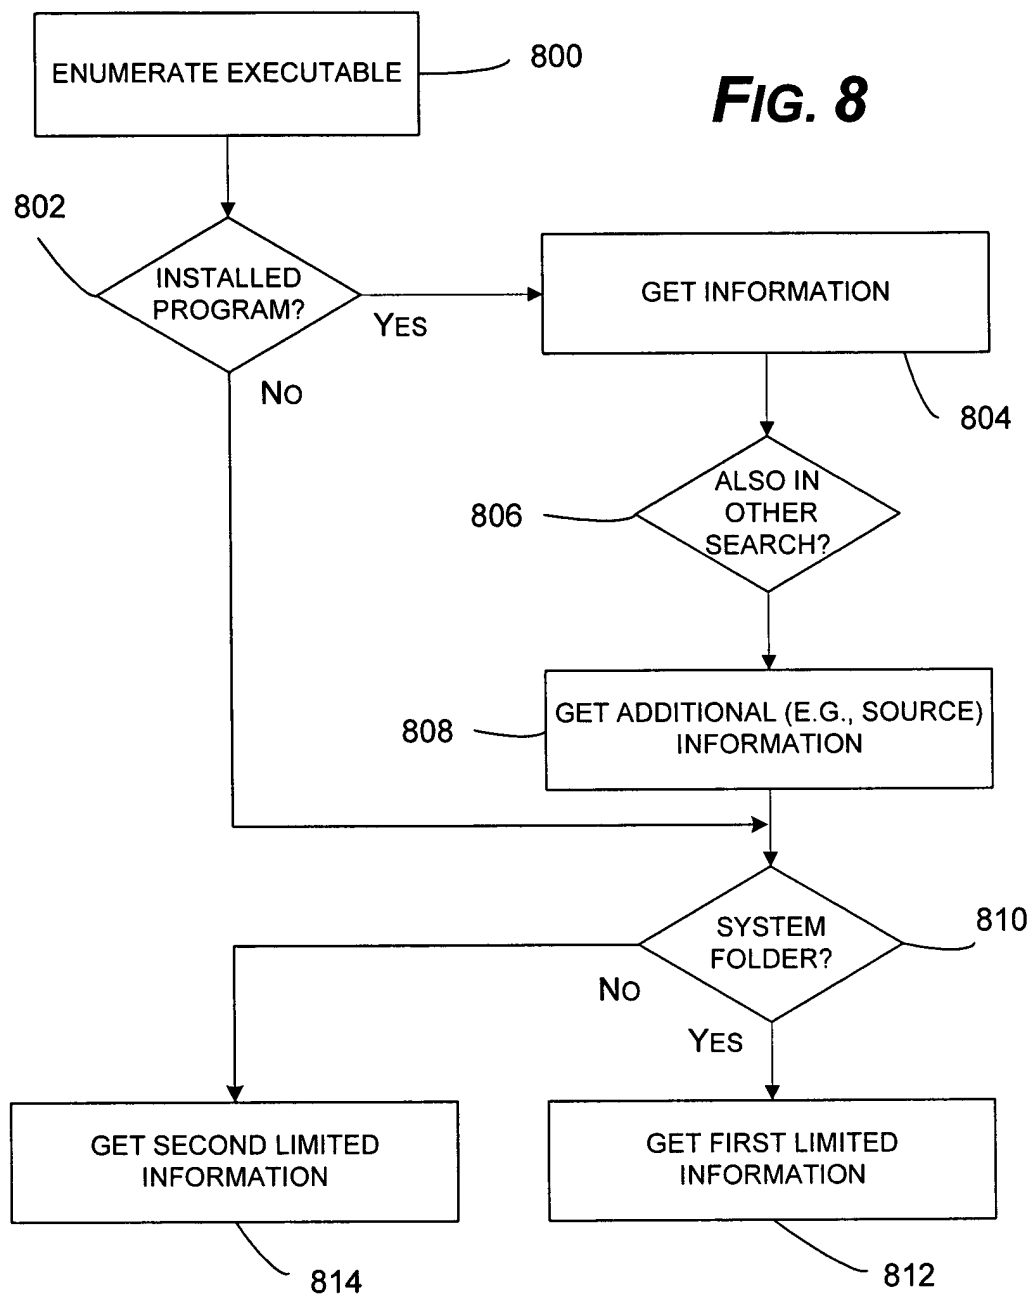 ENUMERATE EXECUTABLE
800
FIG. 8
802
INSTALLED
PROGRAM?
YES
NO
GET INFORMATION
804
ALSO IN
OTHER
SEARCH?
806
GET ADDITIONAL (E.G., SOURCE)
INFORMATION
808
SYSTEM
FOLDER?
810
NO
YES
GET SECOND LIMITED
INFORMATION
814
GET FIRST LIMITED
INFORMATION
812